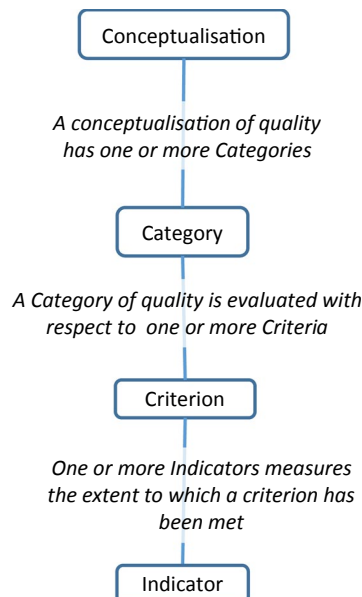 Conceptualisation
A conceptualisation of quality
has one or more Categories
Category
A Category of quality is evaluated with
respect to one or more Criteria
Criterion
One or more Indicators measures
the extent to which a criterion has
been met
Indicator